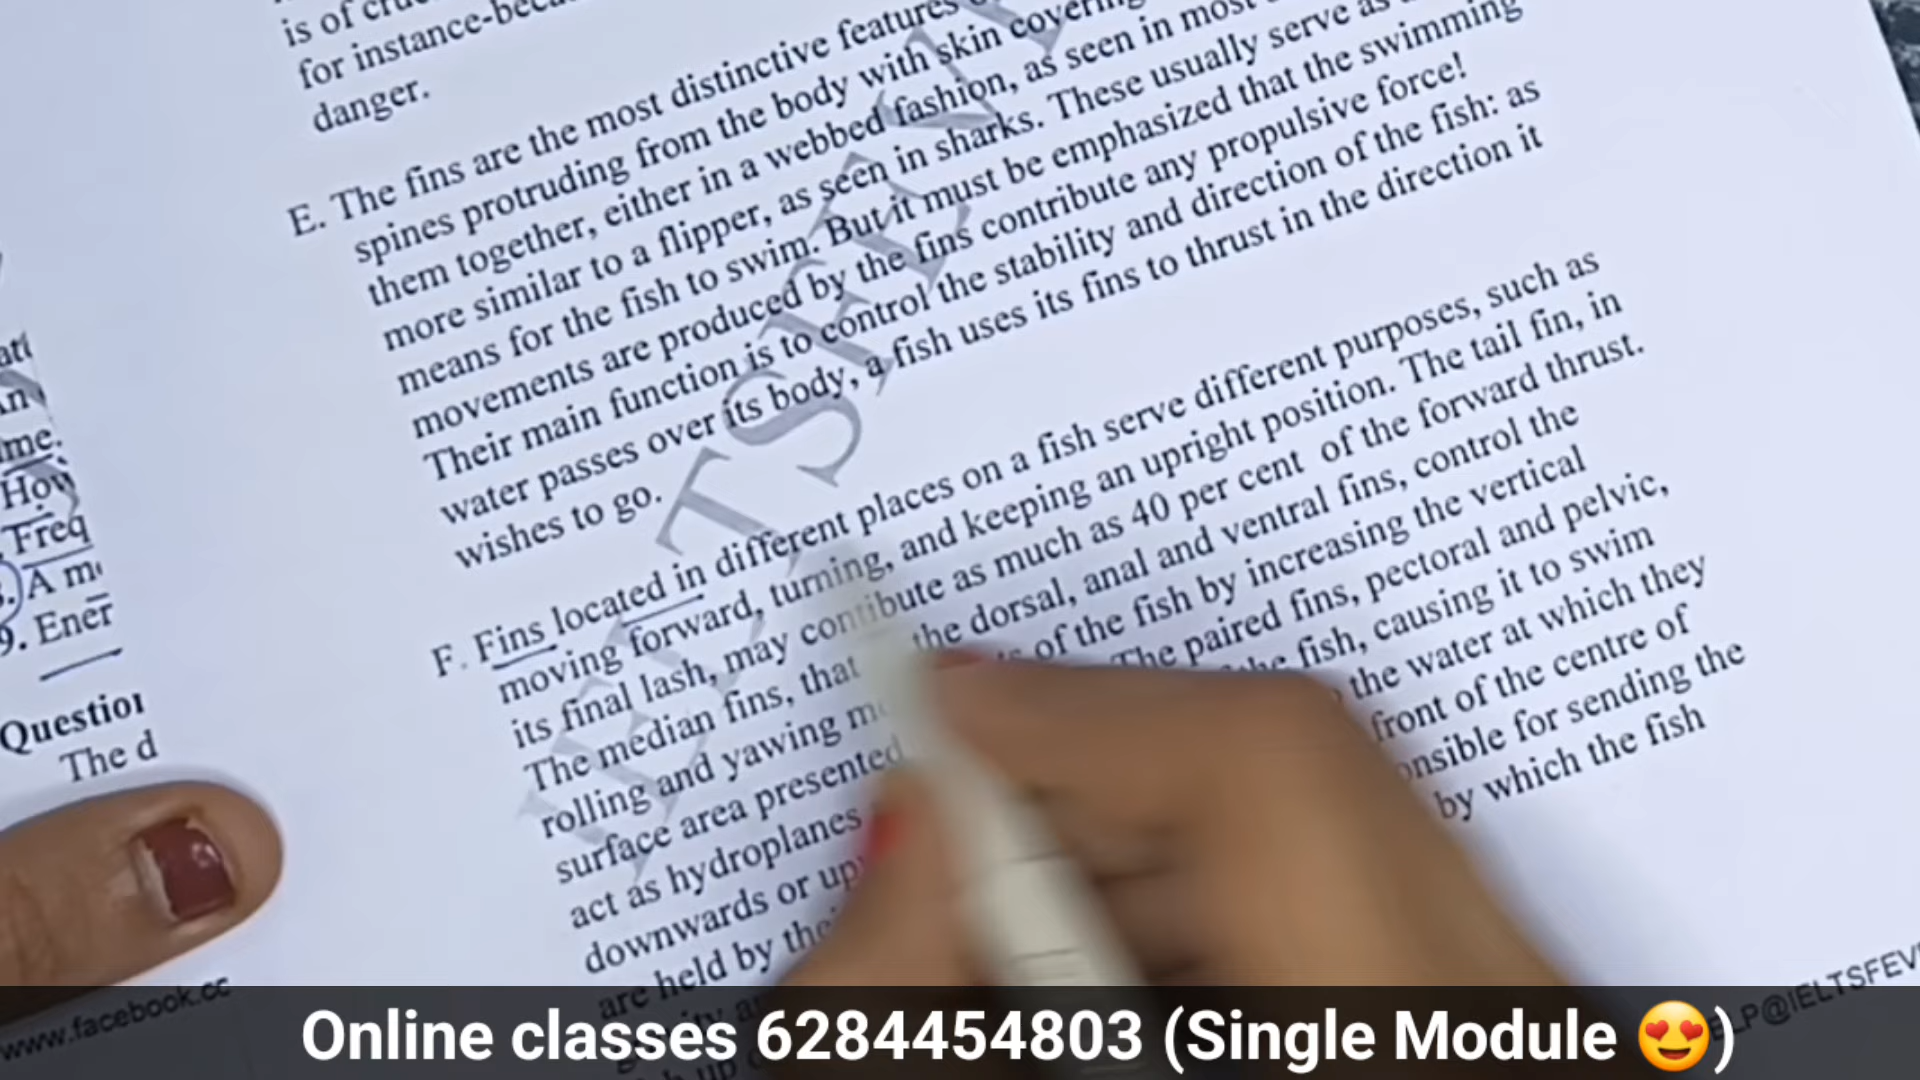 is of
for instance-
danger.
E. The fins are the most distinctive features
spines protruding from the body with skin covering
them together, either in a webbed fashion, as seen in most
more similar to a flipper, as seen in sharks. These usually serve as
means for the fish to swim. But it must be emphasized that the swimming
movements are produced by the fins contribute any propulsive force!
Their main function is to control the stability and direction of the fish: as
water passes over its body, a fish uses its fins to thrust in the direction it
wishes to go.
F. Fins located in different places on a fish serve different purposes, such as
moving forward, turning, and keeping an upright position. The tail fin, in
its final lash, may contibute as much as 40 per cent of the forward thrust.
The median fins, that the dorsal, anal and ventral fins, control the
rolling and yawing of the fish by increasing the vertical
surface area presented The paired fins, pectoral and pelvic,
act as hydroplanes the fish, causing it to swim
downwards or the water at which they
are held by front of the centre of
for sending the
by which the fish
me.
Freq
A
9. Ener
The d
www.facebook.cc
Online classes 6284454803 (Single Module 😍)